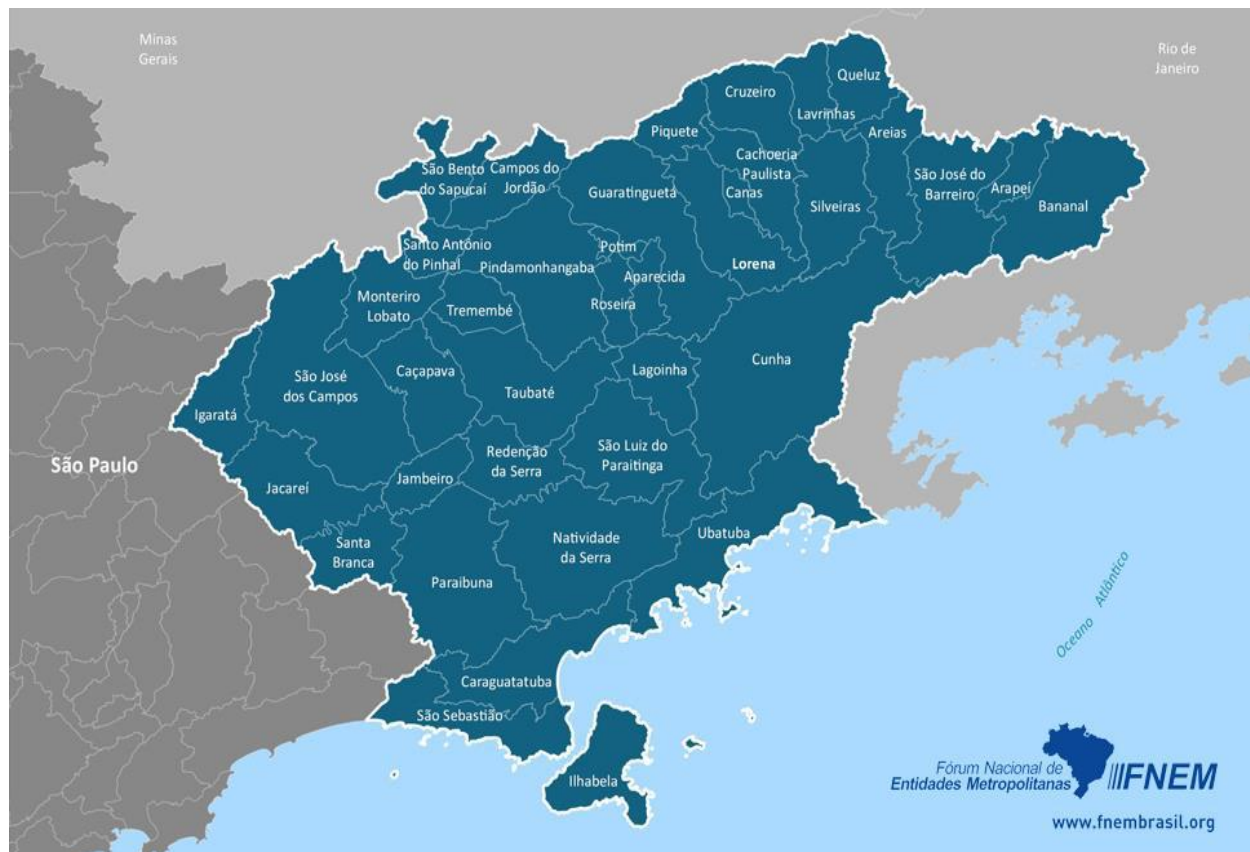 Minas
Gerais
Rio de
Janeiro
Queluz
Cruzeiro
Lavrinhas
Piquete
Areias
Cachoeria
Paulista
São Bento
do Sapucaí
Campos do
Jordão
Guaratinguetá
Canas
Silveiras
São José do
Barreiro
Arapeí
Bananal
Santo Antônio
do Pinhal
Pindamonhangaba
Potim
Aparecida
Lorena
Monteriro
Lobato
Tremembé
Roseira
São José
dos Campos
Caçapava
Taubaté
Lagoinha
Cunha
Igaratá
São Paulo
Jacareí
Jambeiro
Redenção
da Serra
São Luiz do
Paraitinga
Santa
Branca
Paraibuna
Natividade
da Serra
Ubatuba
Oceano Atlântico
Caraguatatuba
São Sebastião
Ilhabela
Fórum Nacional de
Entidades Metropolitanas
FNEM
www.fnembrasil.org